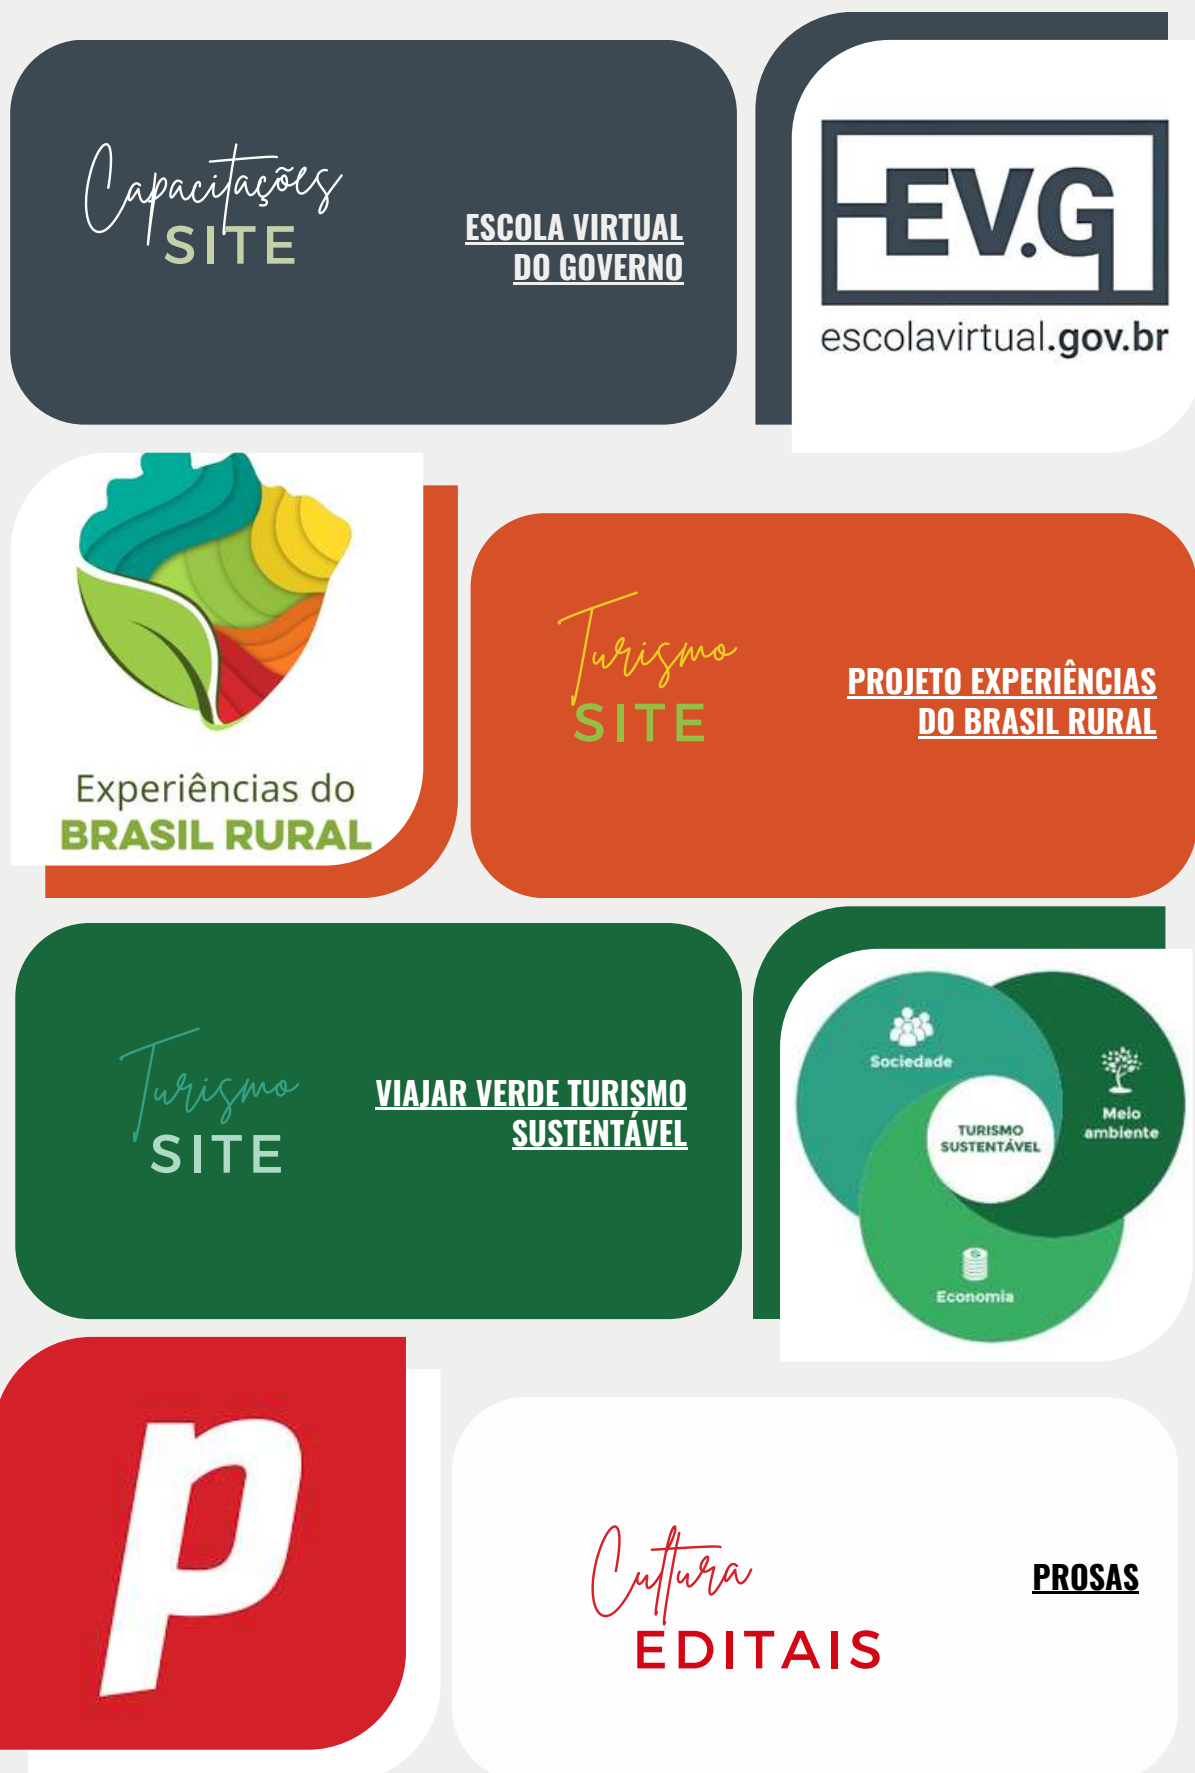 Capacitações
SITE
ESCOLA VIRTUAL
DO GOVERNO
EV.G
escolavirtual.gov.br
Experiências do
BRASIL RURAL
Turismo
SITE
PROJETO EXPERIÊNCIAS
DO BRASIL RURAL
Turismo
SITE
VIAJAR VERDE TURISMO
SUSTENTÁVEL
Sociedade
Meio
ambiente
TURISMO
SUSTENTÁVEL
Economia
p
Cultura
EDITAIS
PROSAS